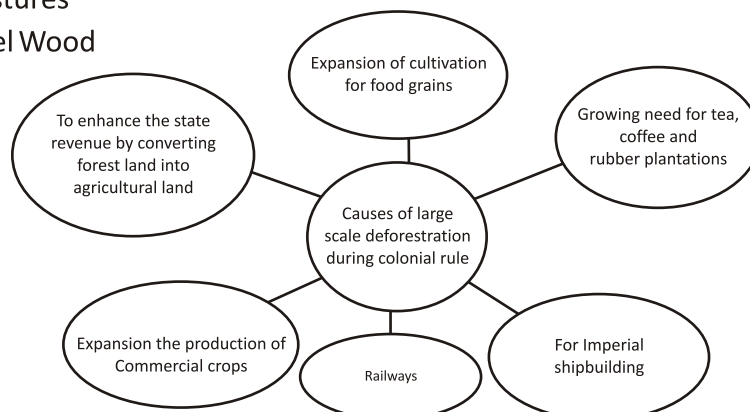 el Wood
Expansion of cultivation
for food grains
To enhance the state
revenue by converting
forest land into
agricultural land
Growing need for tea,
coffee and
rubber plantations
Causes of large
scale deforestration
during colonial rule
Expansion the production of
Commercial crops
Railways
For Imperial
shipbuilding